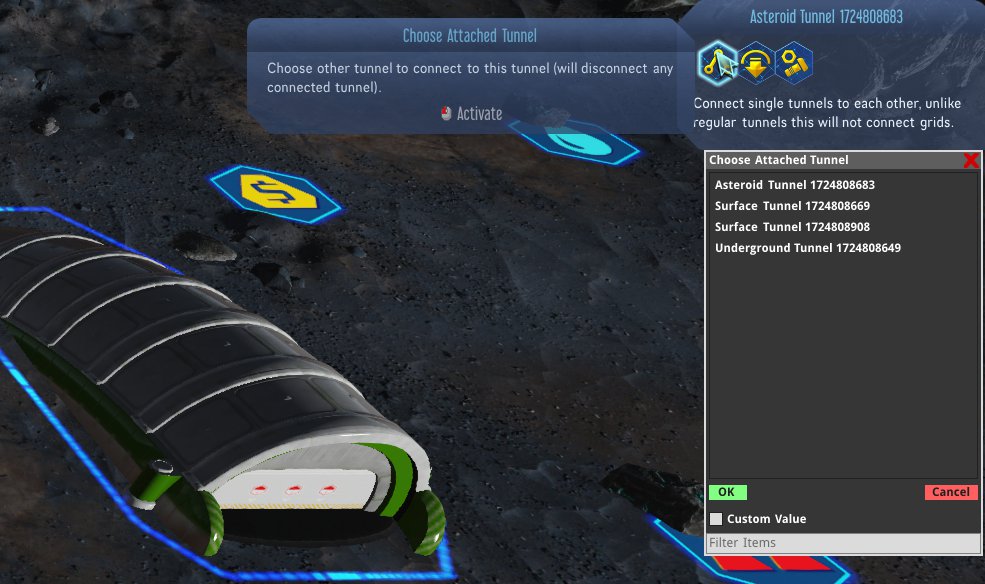 Choose Attached Tunnel
Choose other tunnel to connect to this tunnel (will disconnect any
connected tunnel).
Activate
Asteroid Tunnel 1724808683
Connect single tunnels to each other, unlike
regular tunnels this will not connect grids.
Choose Attached Tunnel
Asteroid Tunnel 1724808683
Surface Tunnel 1724808669
Surface Tunnel 1724808908
Underground Tunnel 1724808649
OK
Cancel
Custom Value
Filter Items